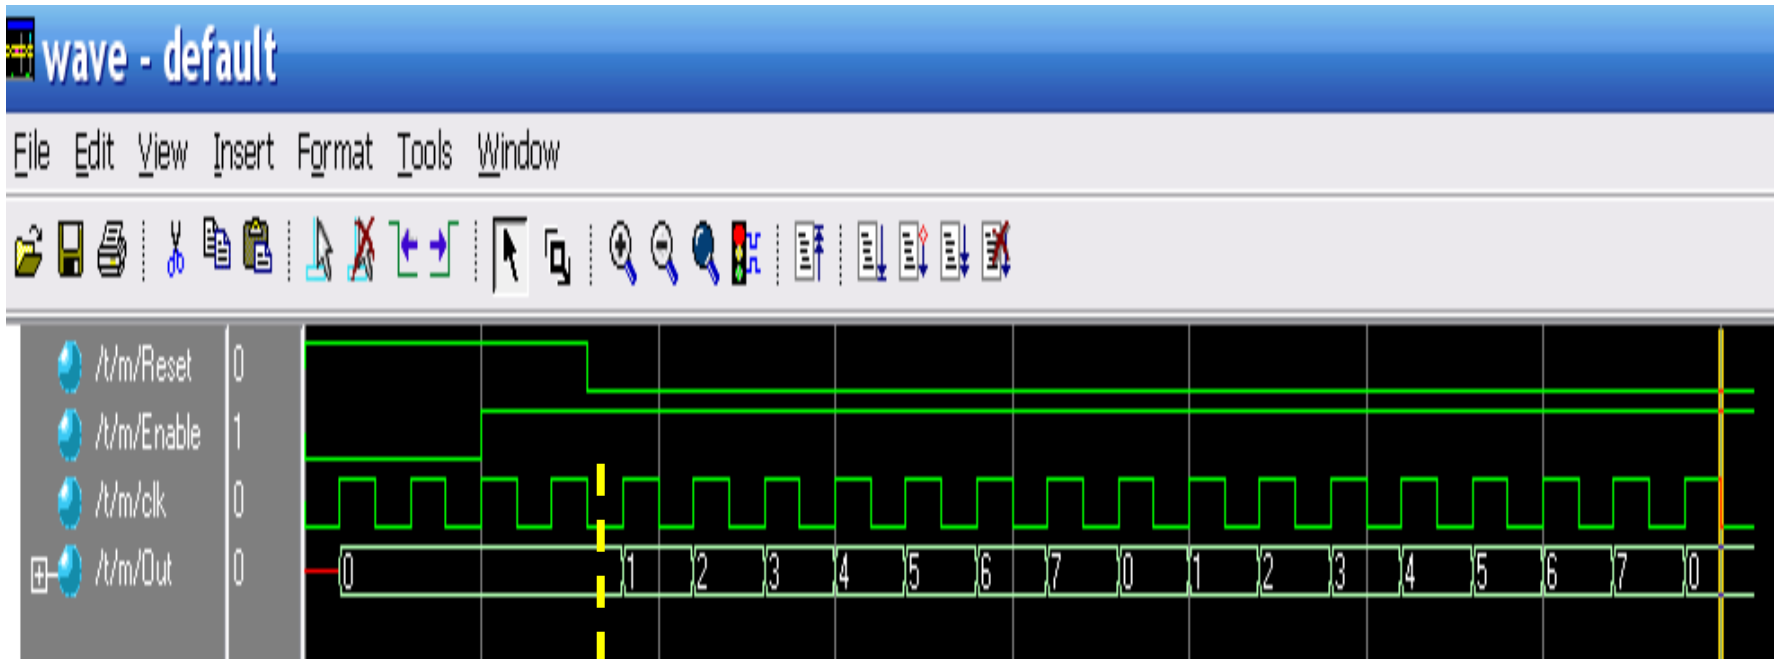 wave - default
File Edit View Insert Format Tools Window
/t/m/Reset 0
/t/m/Enable 1
/t/m/clk 0
/t/m/Out 0 0 1 2 3 4 5 6 7 0 1 2 3 4 5 6 7 0